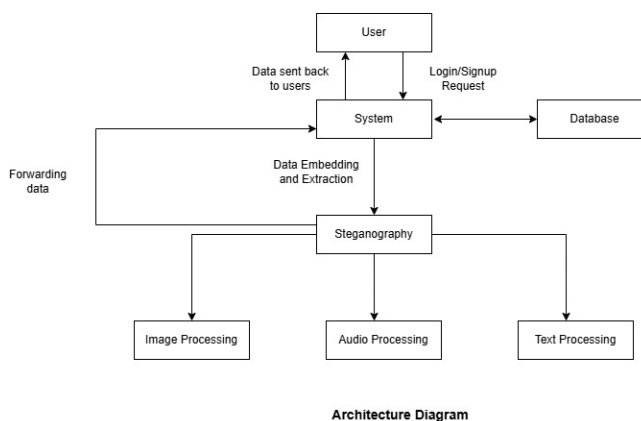 User
Data sent back
to users
Login/Signup
Request
System
Database
Forwarding
data
Data Embedding
and Extraction
Steganography
Image Processing
Audio Processing
Text Processing
Architecture Diagram